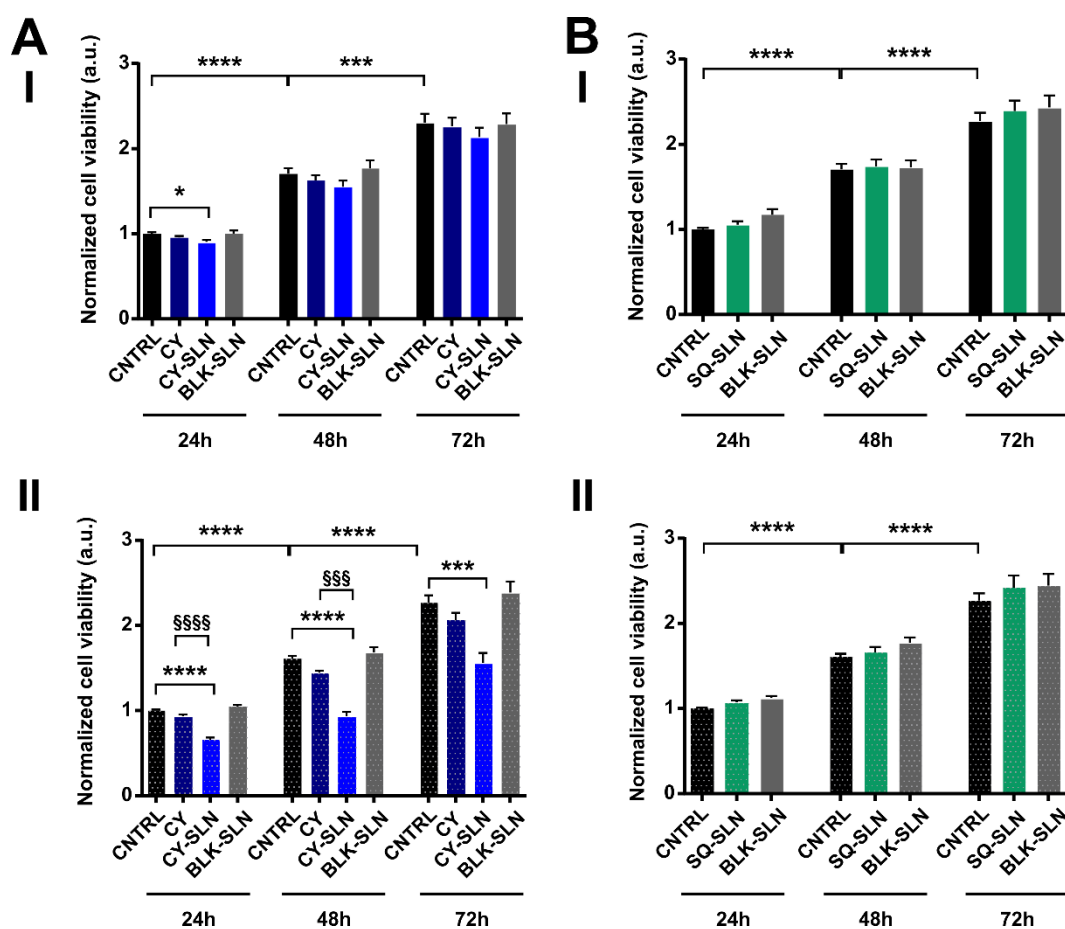 A
I
Normalized cell viability (a.u.)
3
2
1
0
**** ***
*
CNTRL CY CY-SLN BLK-SLN CNTRL CY CY-SLN BLK-SLN CNTRL CY CY-SLN BLK-SLN
24h 48h 72h
B
I
Normalized cell viability (a.u.)
3
2
1
0
**** ****
CNTRL SQ-SLN BLK-SLN CNTRL SQ-SLN BLK-SLN CNTRL SQ-SLN BLK-SLN
24h 48h 72h
II
Normalized cell viability (a.u.)
3
2
1
0
**** ****
***
§§§
****
§§§§
****
CNTRL CY CY-SLN BLK-SLN CNTRL CY CY-SLN BLK-SLN CNTRL CY CY-SLN BLK-SLN
24h 48h 72h
II
Normalized cell viability (a.u.)
3
2
1
0
**** ****
CNTRL SQ-SLN BLK-SLN CNTRL SQ-SLN BLK-SLN CNTRL SQ-SLN BLK-SLN
24h 48h 72h